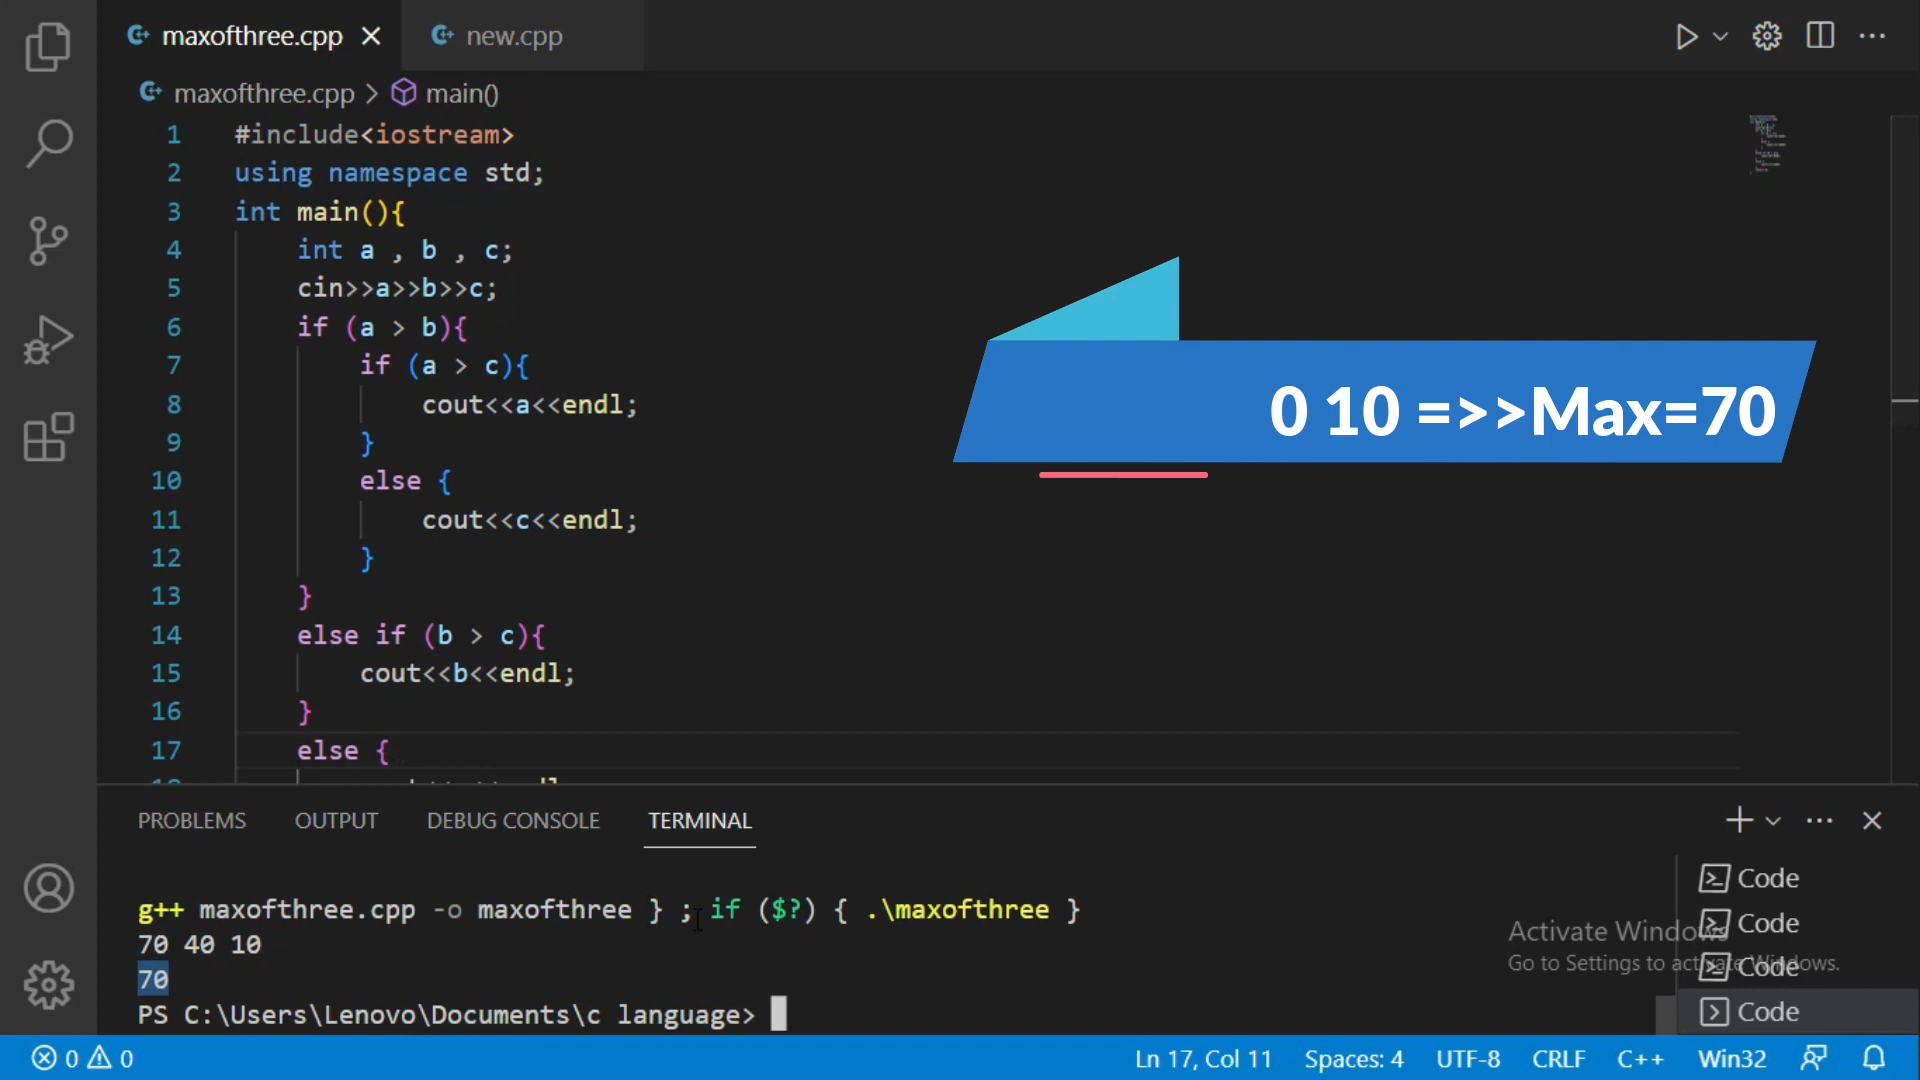 maxofthree.cpp
new.cpp
maxofthree.cpp > main()
1 #include<iostream>
2 using namespace std;
3 int main(){
4 int a , b , c;
5 cin>>a>>b>>c;
6 if (a > b){
7 if (a > c){
8 cout<<a<<endl;
9 }
10 else {
11 cout<<c<<endl;
12 }
13 }
14 else if (b > c){
15 cout<<b<<endl;
16 }
17 else {
0 10 =>>Max=70
PROBLEMS OUTPUT DEBUG CONSOLE TERMINAL
g++ maxofthree.cpp -o maxofthree } ; if ($?) { .\maxofthree }
70 40 10
70
PS C:\Users\Lenovo\Documents\c language>
Code
Code
Code
Code
Activate Windows
Go to Settings to activate Windows.
0 0 Ln 17, Col 11 Spaces: 4 UTF-8 CRLF C++ Win32